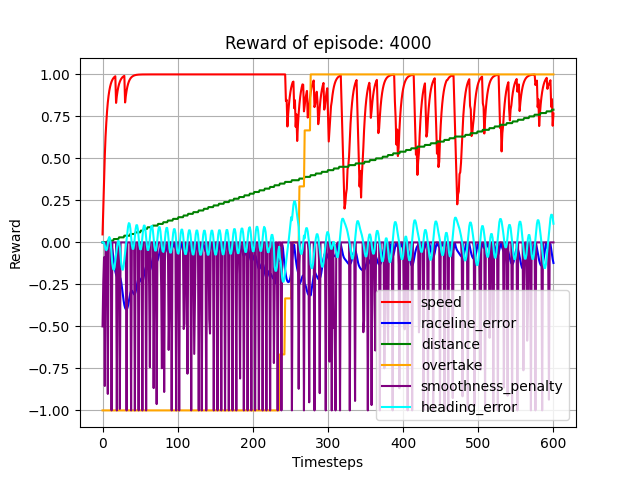 Reward of episode: 4000
1.00
0.75
0.50
0.25
0.00
−0.25
−0.50
−0.75
−1.00
Reward
speed
raceline_error
distance
overtake
smoothness_penalty
heading_error
0
100
200
300
400
500
600
Timesteps